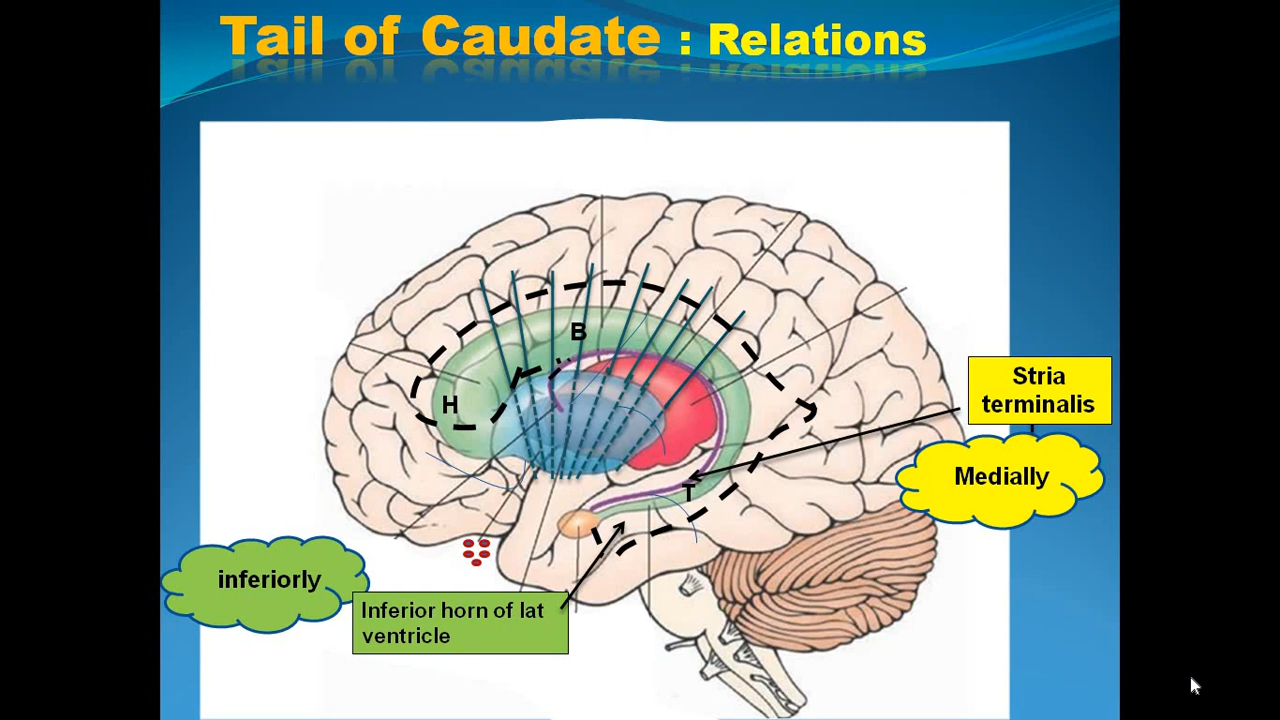 Tail of Caudate : Relations
B
H
Stria
terminalis
Medially
T
inferiorly
Inferior horn of lat
ventricle